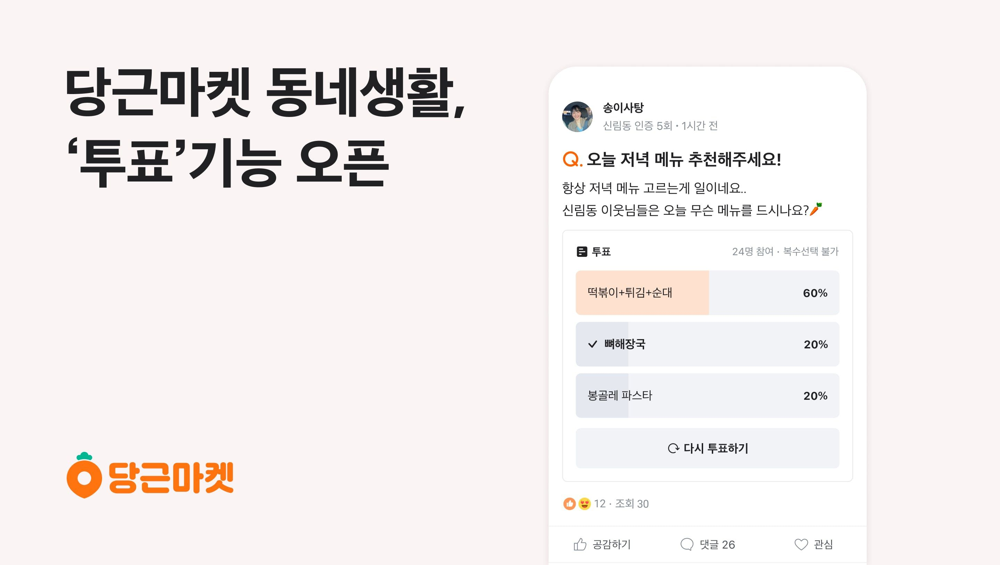 당근마켓 동네생활,
‘투표’기능 오픈
당근마켓
송이사탕
신림동 인증 5회 • 1시간 전
Q. 오늘 저녁 메뉴 추천해주세요!
항상 저녁 메뉴 고르는게 일이네요..
신림동 이웃님들은 오늘 무슨 메뉴를 드시나요?🥕
투표
24명 참여 · 복수선택 불가
떡볶이+튀김+순대 60%
뼈해장국 20%
봉골레 파스타 20%
다시 투표하기
12 · 조회 30
공감하기 댓글 26 관심